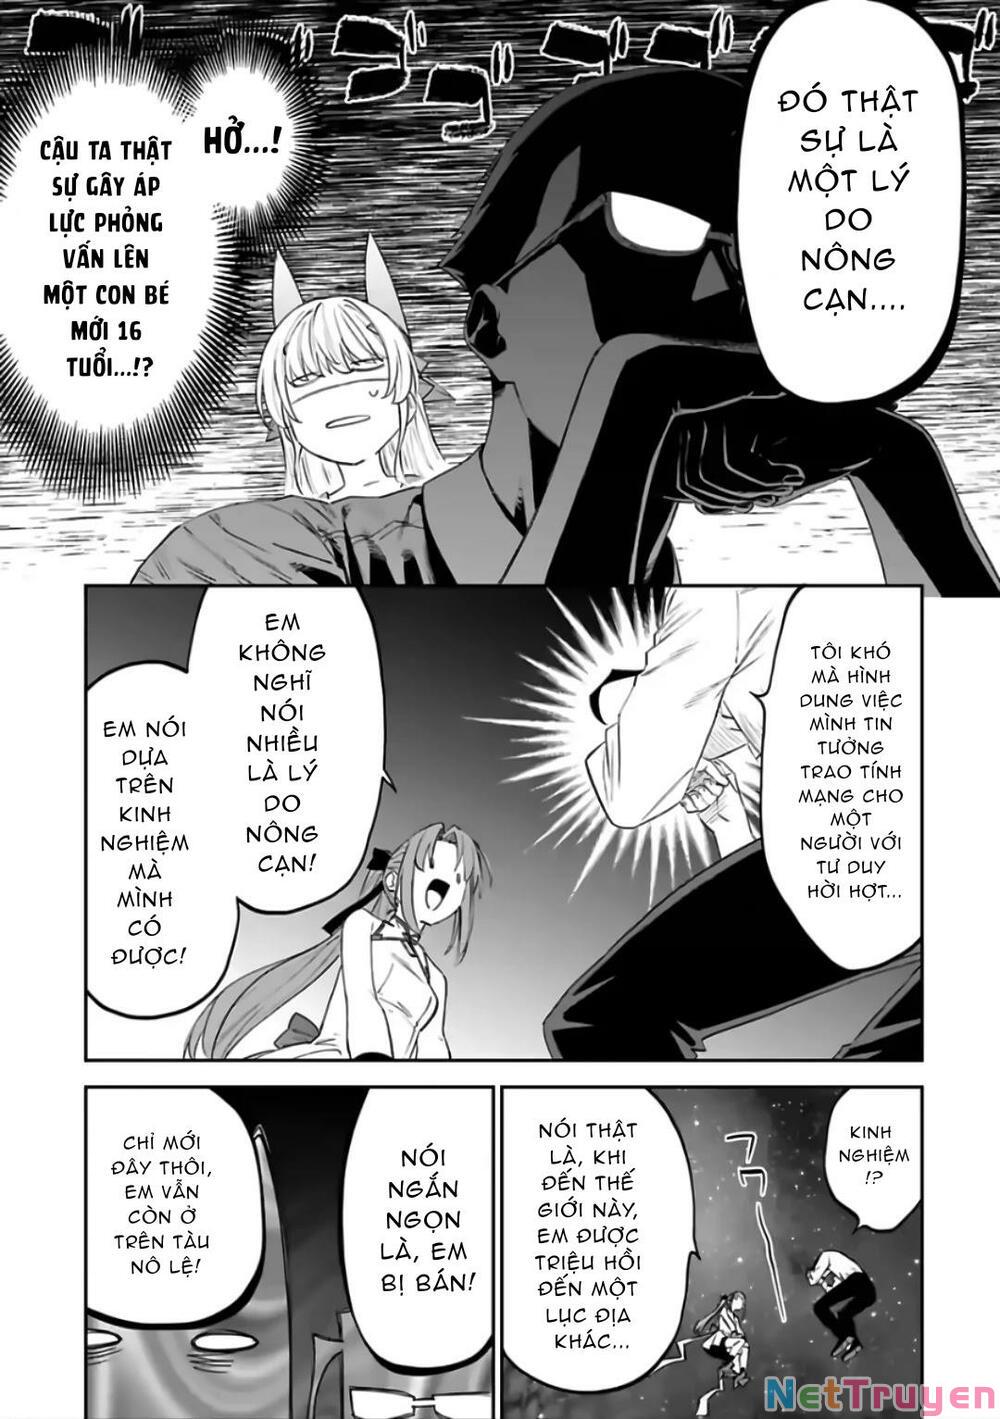 ĐÓ THẬT
SỰ LÀ
MỘT LÝ
DO
NÔNG
CẠN....
HỞ...!
CẬU TA THẬT
SỰ GÂY ÁP
LỰC PHỎNG
VẤN LÊN
MỘT CON BÉ
MỚI 16
TUỔI...!?
TÔI KHÓ
MÀ HÌNH
DUNG VIỆC
MÌNH TIN
TƯỞNG
TRAO TÍNH
MẠNG CHO
MỘT
NGƯỜI VỚI
TƯ DUY
HỜI HỢT...
EM
KHÔNG
NGHĨ
NÓI
NHIỀU
LÀ LÝ
DO
NÔNG
CẠN!
EM NÓI
DỰA
TRÊN
KINH
NGHIỆM
MÀ
MÌNH
CÓ
ĐƯỢC!
KINH
NGHIỆM
!?
NÓI THẬT
LÀ, KHI
ĐẾN THẾ
GIỚI NÀY,
EM ĐƯỢC
TRIỆU HỒI
ĐẾN MỘT
LỤC ĐỊA
KHÁC...
NÓI
NGẮN
NGỌN
LÀ, EM
BỊ BÁN!
CHỈ MỚI
ĐÂY THÔI,
EM VẪN
CÒN Ở
TRÊN TÀU
NÔ LỆ!
NetTruyen